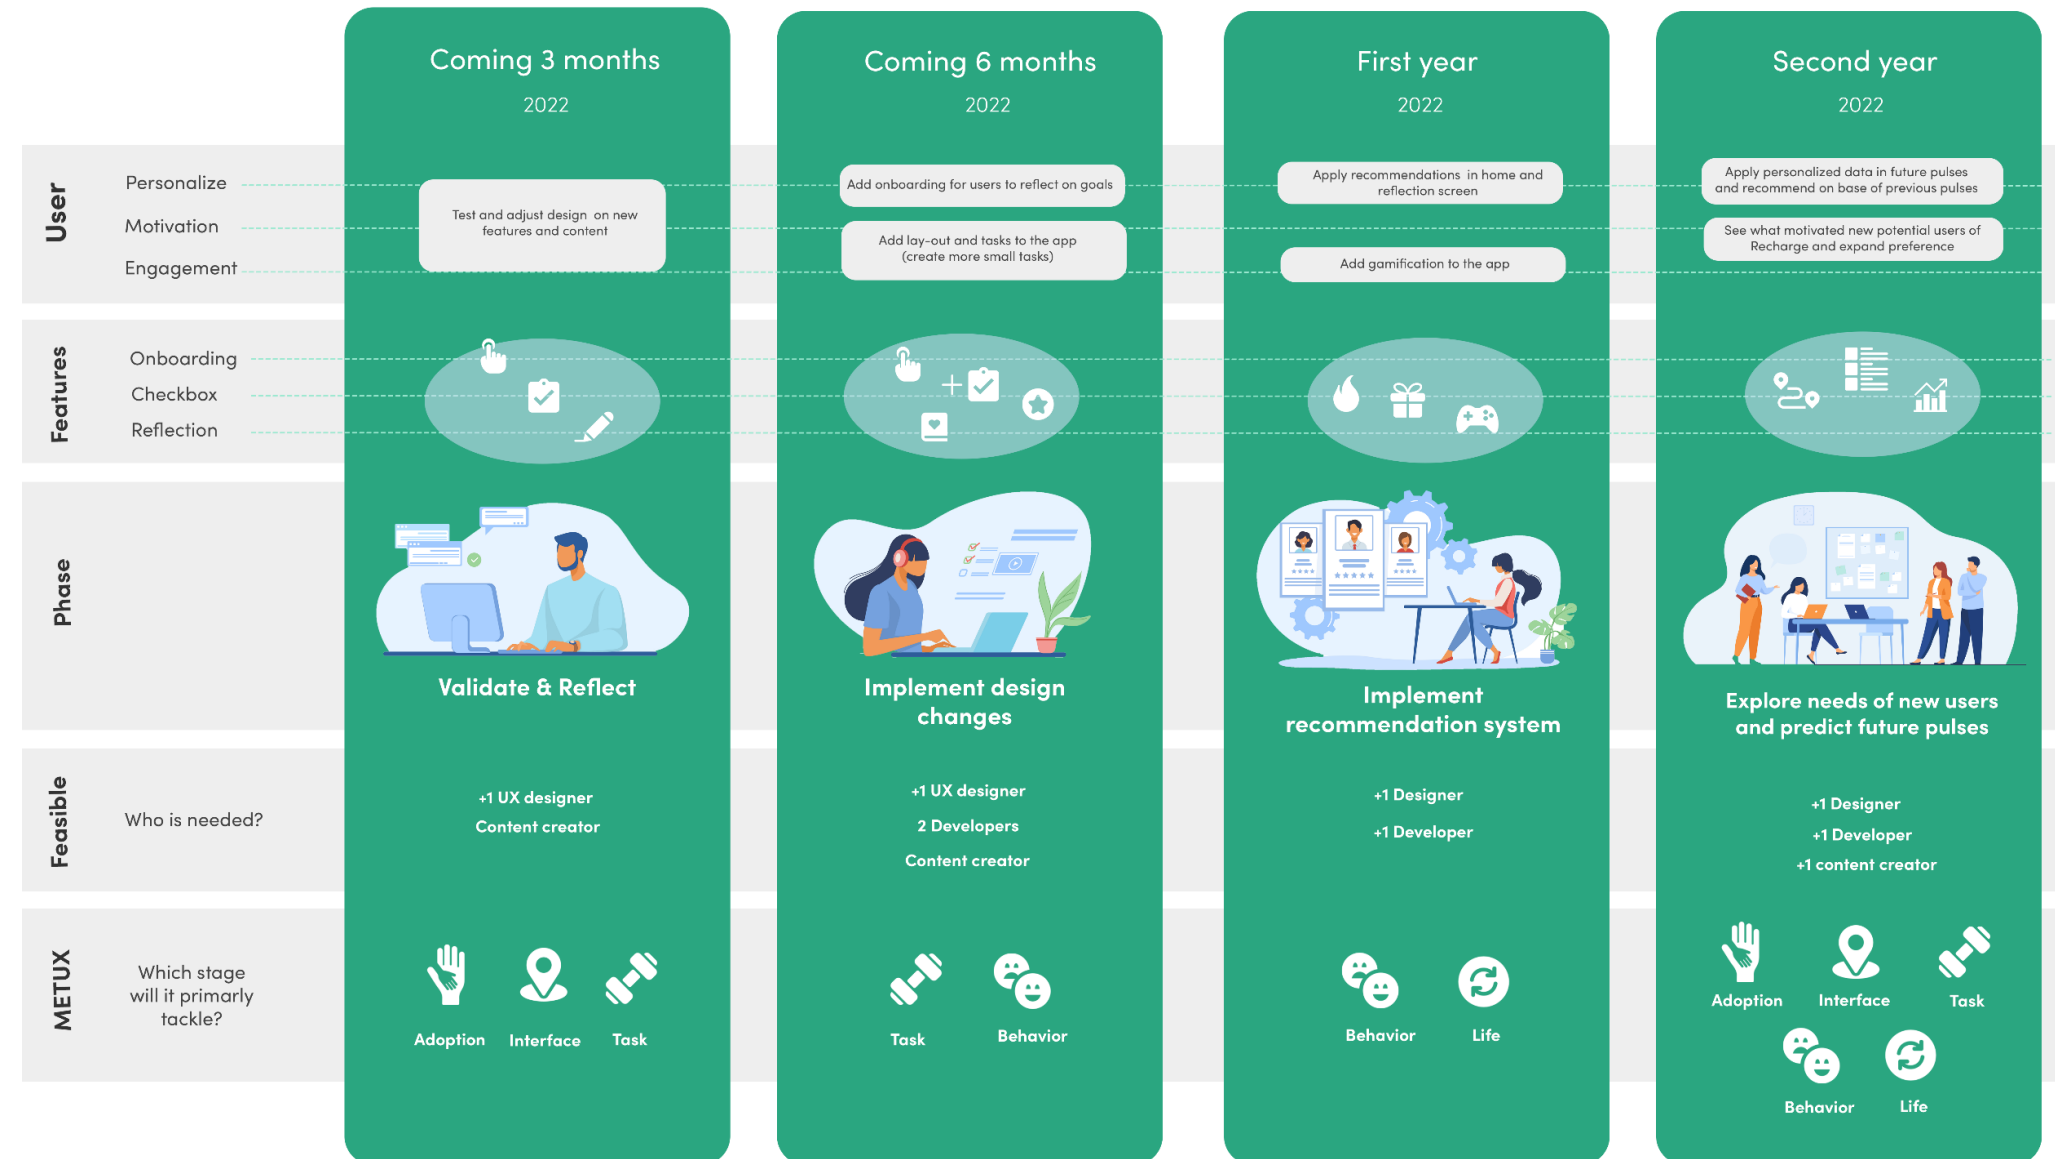 Coming 3 months
2022
Coming 6 months
2022
First year
2022
Second year
2022
User
Personalize
Motivation
Engagement
Test and adjust design on new
features and content
Add onboarding for users to reflect on goals
Add lay-out and tasks to the app
(create more small tasks)
Apply recommendations in home and
reflection screen
Add gamification to the app
Apply personalized data in future pulses
and recommend on base of previous pulses
See what motivated new potential users of
Recharge and expand preference
Features
Onboarding
Checkbox
Reflection
Phase
Validate & Reflect
Implement design
changes
Implement
recommendation system
Explore needs of new users
and predict future pulses
Feasible
Who is needed?
+1 UX designer
Content creator
+1 UX designer
2 Developers
Content creator
+1 Designer
+1 Developer
+1 Designer
+1 Developer
+1 content creator
METUX
Which stage
will it primarly
tackle?
Adoption
Interface
Task
Task
Behavior
Behavior
Life
Adoption
Interface
Task
Behavior
Life